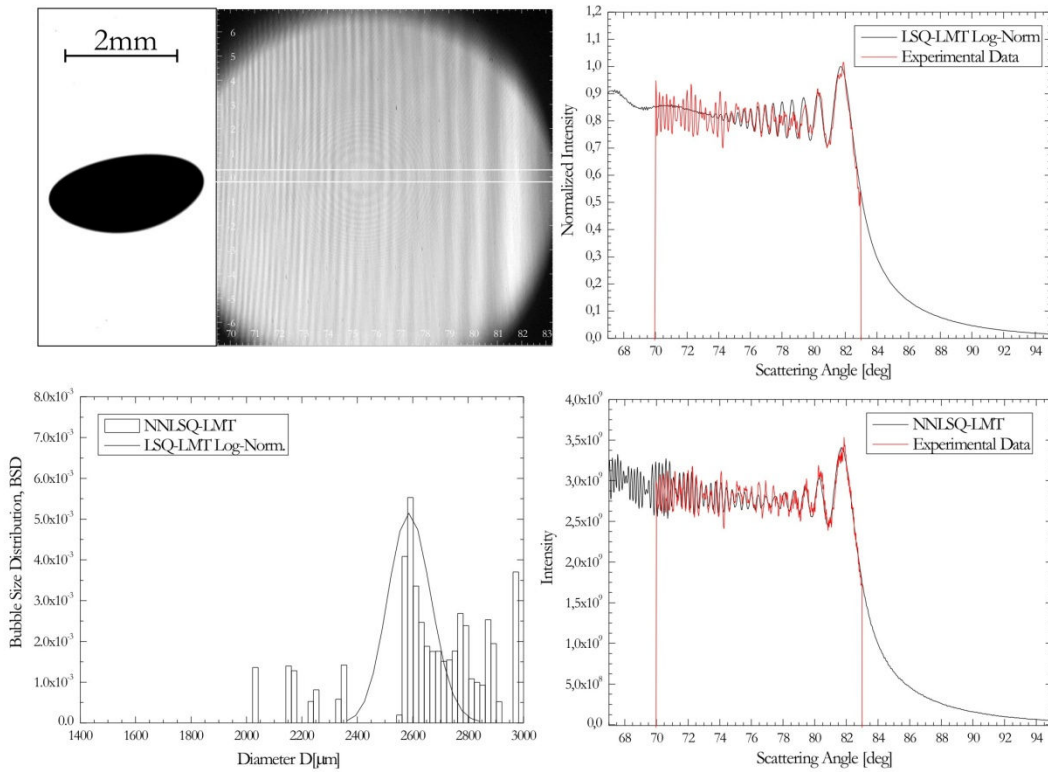 2mm
6
5
4
3
2
1
0
-1
-2
-3
-4
-5
-6
70 71 72 73 74 75 76 77 78 79 80 81 82 83
1,2
1,1
1,0
0,9
0,8
0,7
0,6
0,5
0,4
0,3
0,2
0,1
0,0
Normalized Intensity
LSQ-LMT Log-Norm
Experimental Data
68 70 72 74 76 78 80 82 84 86 88 90 92 94
Scattering Angle [deg]
8.0x10⁻³
7.0x10⁻³
6.0x10⁻³
5.0x10⁻³
4.0x10⁻³
3.0x10⁻³
2.0x10⁻³
1.0x10⁻³
0.0
Bubble Size Distribution, BSD
NNLSQ-LMT
LSQ-LMT Log-Norm.
1400 1600 1800 2000 2200 2400 2600 2800 3000
Diameter D[μm]
4,0x10⁹
3,5x10⁹
3,0x10⁹
2,5x10⁹
2,0x10⁹
1,5x10⁹
1,0x10⁹
5,0x10⁸
0,0
Intensity
NNLSQ-LMT
Experimental Data
68 70 72 74 76 78 80 82 84 86 88 90 92 94
Scattering Angle [deg]